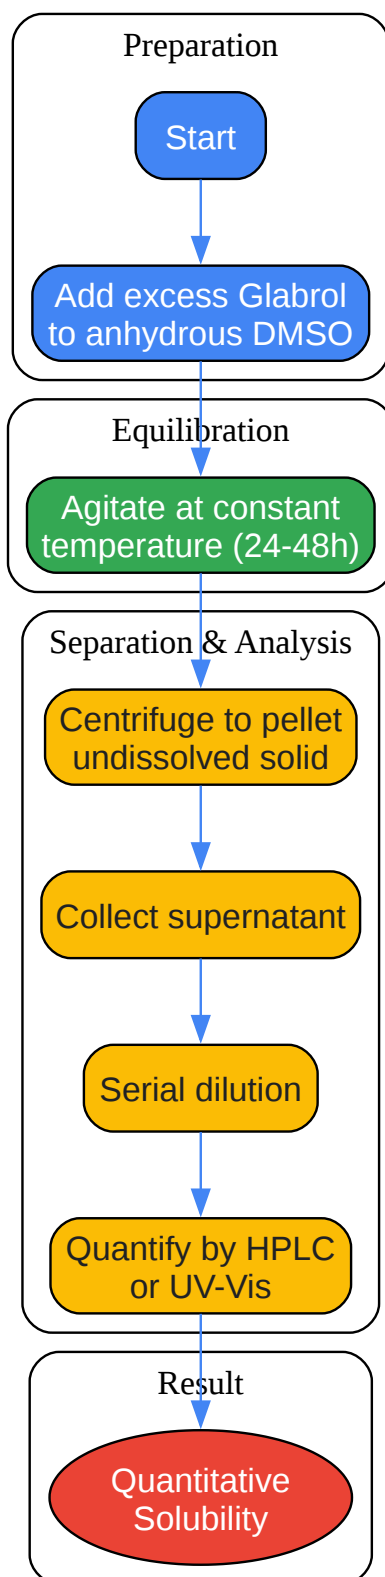 Preparation
Start
Add excess Glabrol
to anhydrous DMSO
Equilibration
Agitate at constant
temperature (24-48h)
Separation & Analysis
Centrifuge to pellet
undissolved solid
Collect supernatant
Serial dilution
Quantify by HPLC
or UV-Vis
Result
Quantitative
Solubility